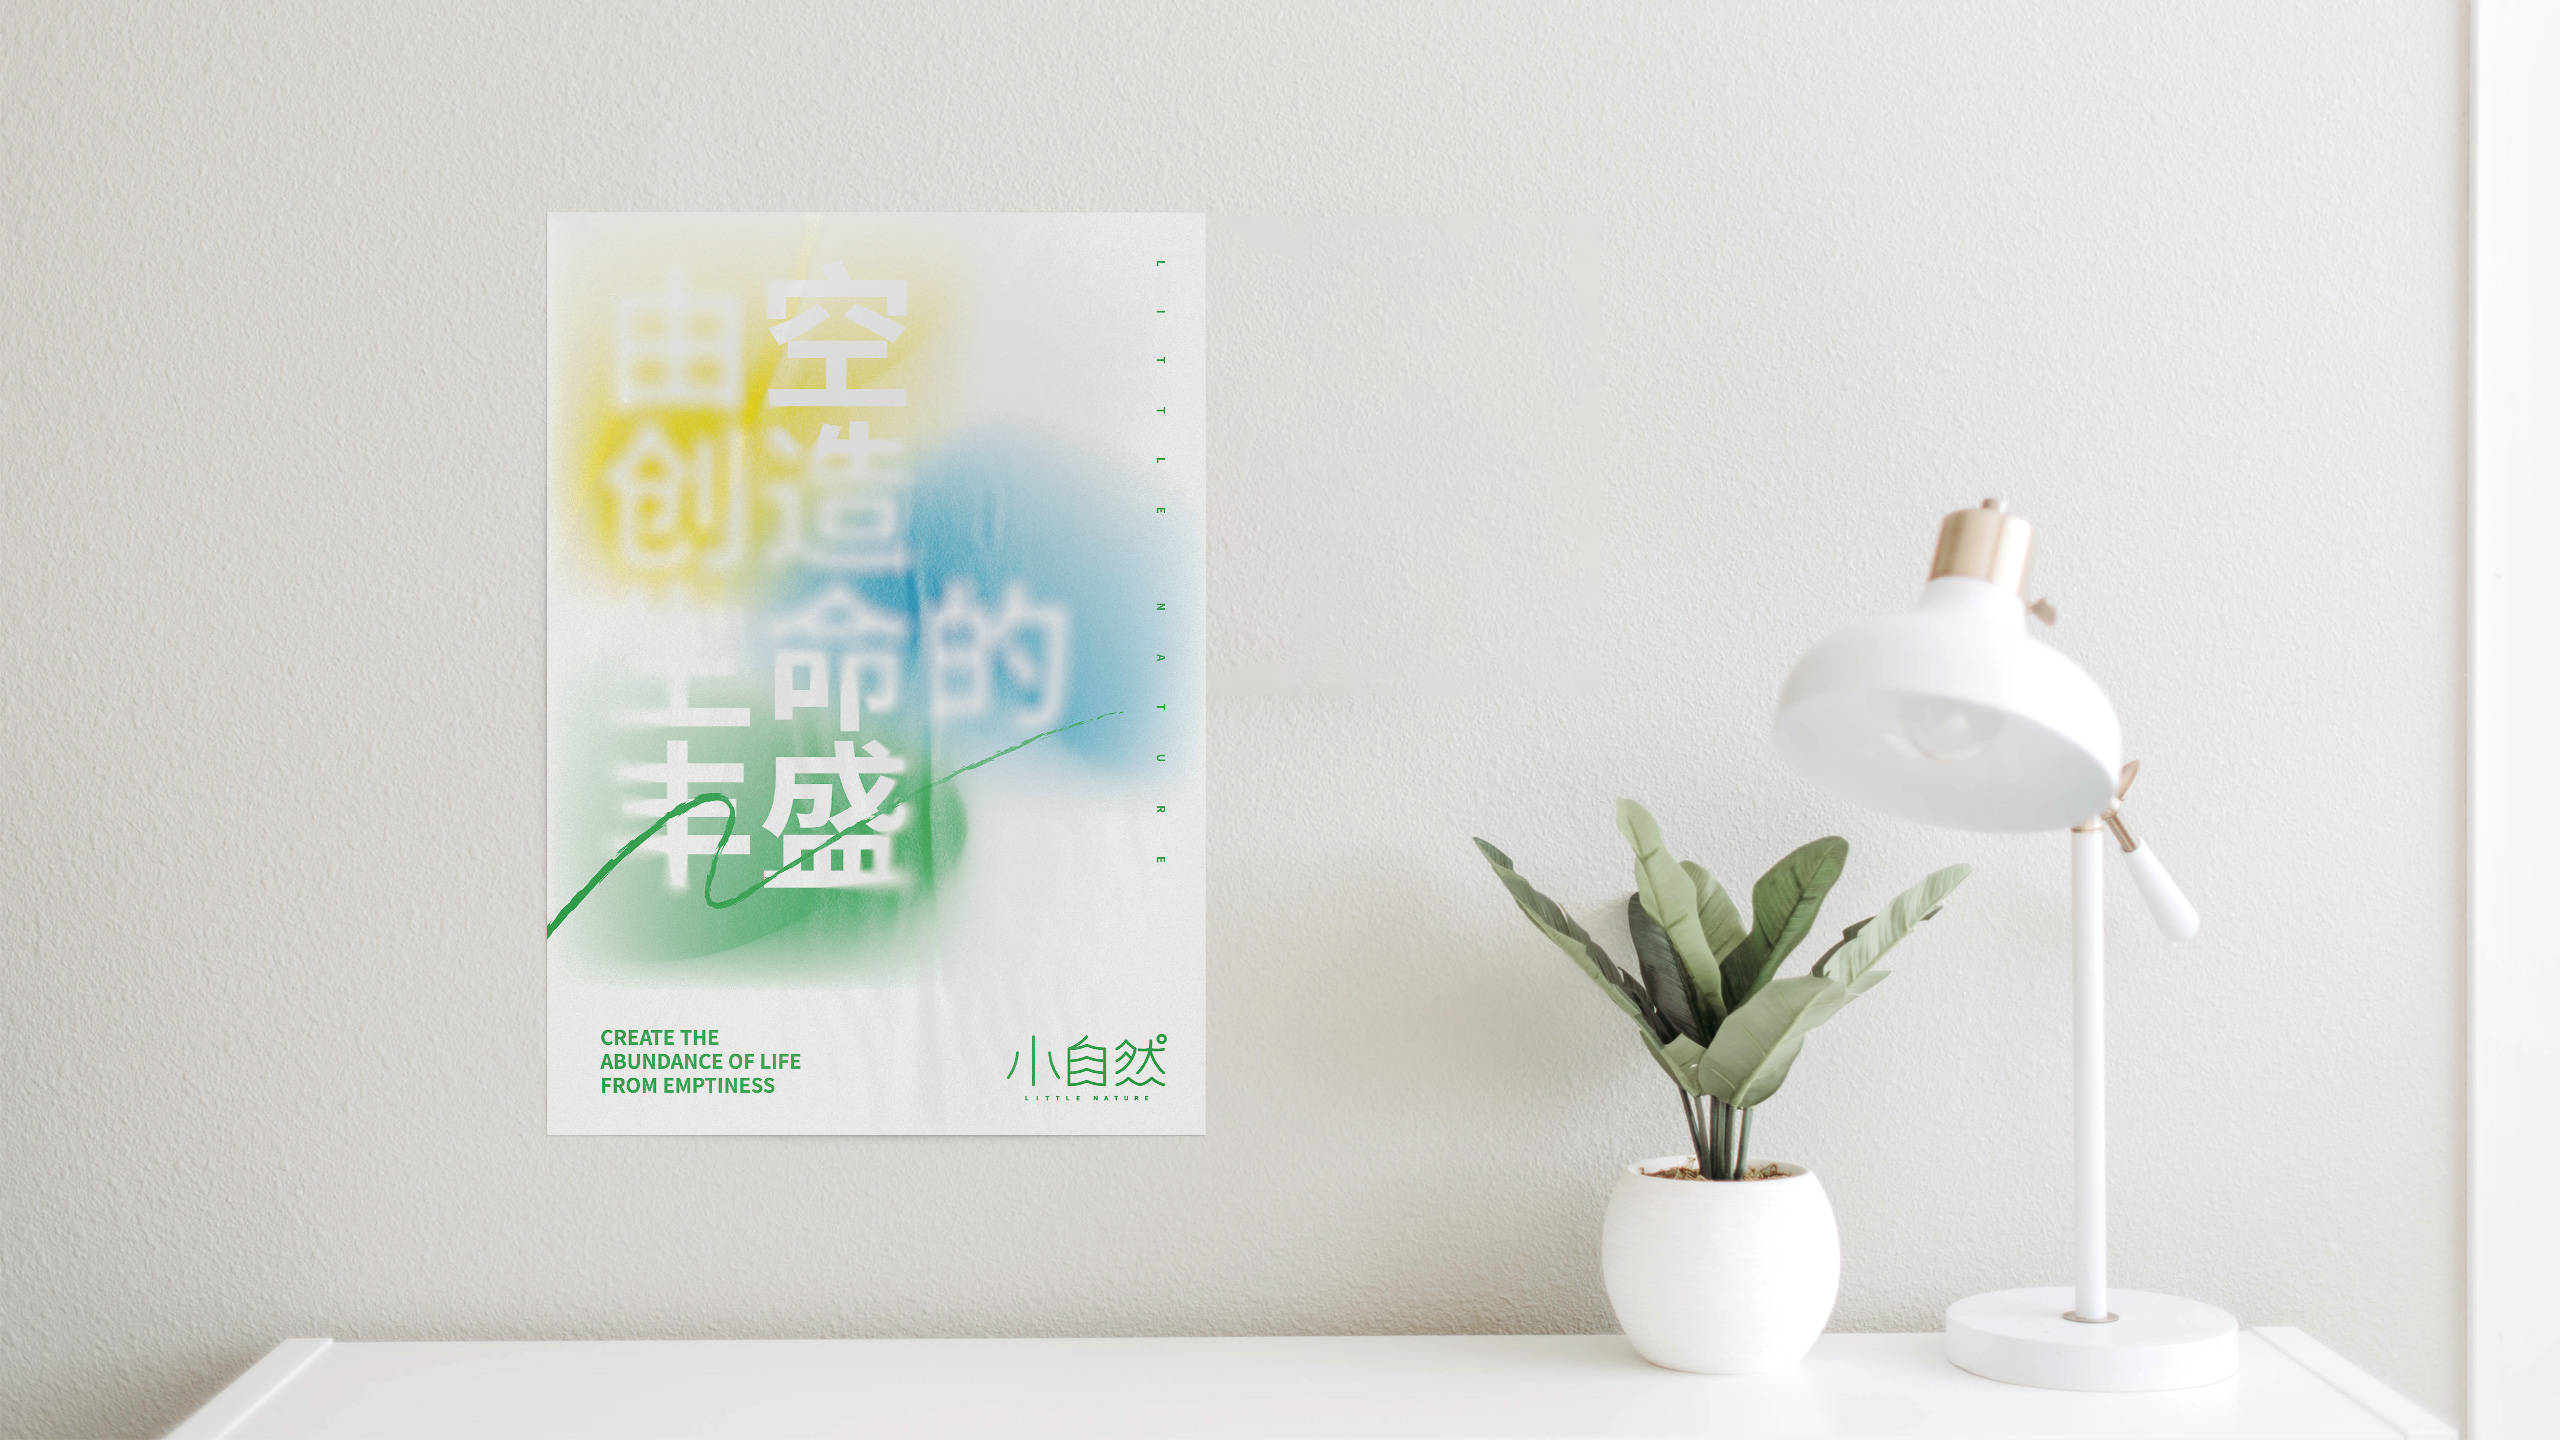 由空
创造
生命的
丰盛
LITTLE NATURE
CREATE THE
ABUNDANCE OF LIFE
FROM EMPTINESS
小自然
LITTLE NATURE